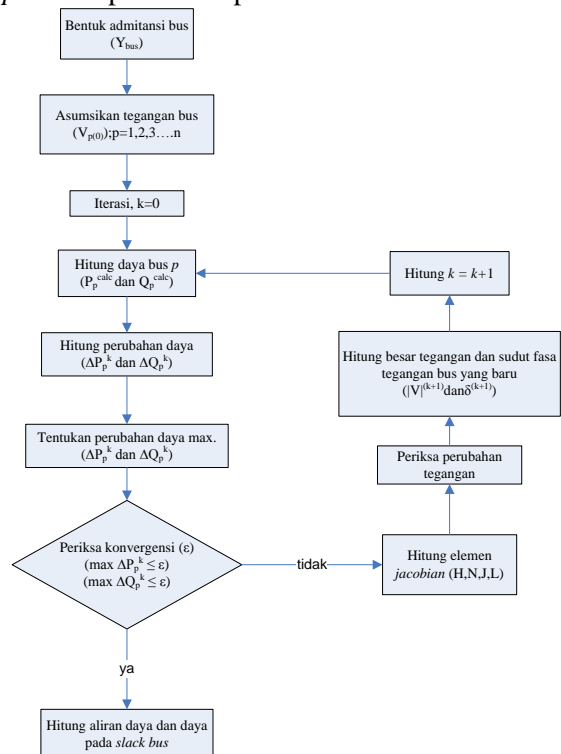 Bentuk admitansi bus
(Ybus)
Asumsikan tegangan bus
(Vp(0));p=1,2,3….n
Iterasi, k=0
Hitung daya bus p
(Ppcalc dan Qpcalc)
Hitung k = k+1
Hitung perubahan daya
(ΔPpk dan ΔQpk)
Hitung besar tegangan dan sudut fasa
tegangan bus yang baru
(|V|(k+1)danδ(k+1))
Tentukan perubahan daya max.
(ΔPpk dan ΔQpk)
Periksa perubahan
tegangan
Periksa konvergensi (ε)
(max ΔPpk ≤ ε)
(max ΔQpk ≤ ε)
tidak
Hitung elemen
jacobian (H,N,J,L)
ya
Hitung aliran daya dan daya
pada slack bus